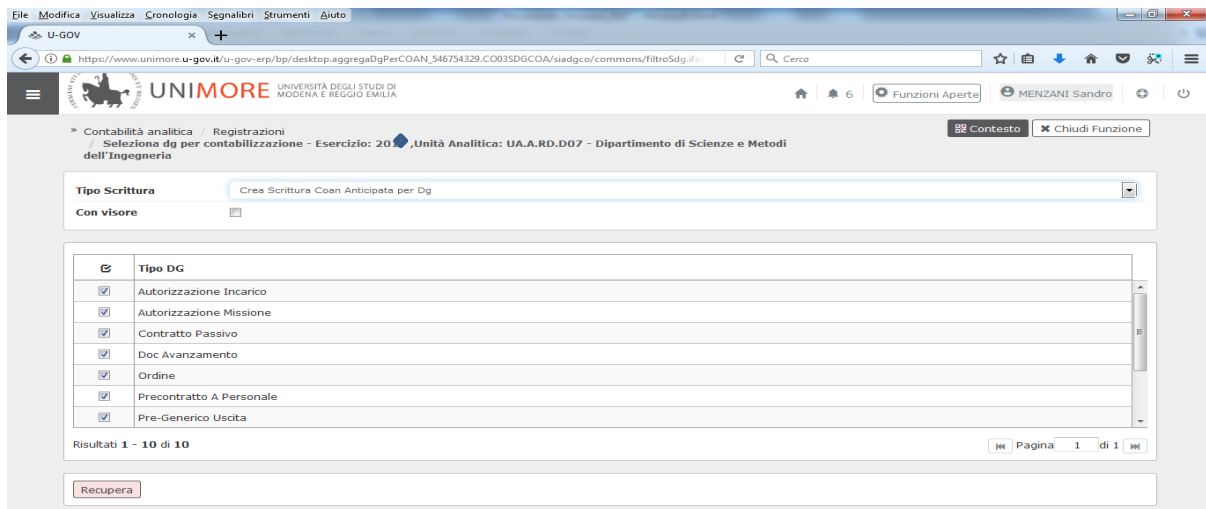 File Modifica Visualizza Cronologia Segnalibri Strumenti Aiuto
U-GOV
https://www.unimore.u-gov.it/u-gov-erp/bp/desktop.aggregaDgPerCOAN_546754329.CO03SDGCOA/siadgco/commons/filtroSdg.ifa
Cerca
UNIMORE UNIVERSITÀ DEGLI STUDI DI
MODENA E REGGIO EMILIA
6 Funzioni Aperte MENZANI Sandro
» Contabilità analitica / Registrazioni
Contesto Chiudi Funzione
/ Seleziona dg per contabilizzazione - Esercizio: 20 ,Unità Analitica: UA.A.RD.D07 - Dipartimento di Scienze e Metodi
dell'Ingegneria
Tipo Scrittura Crea Scrittura Coan Anticipata per Dg
Con visore
Tipo DG
Autorizzazione Incarico
Autorizzazione Missione
Contratto Passivo
Doc Avanzamento
Ordine
Precontratto A Personale
Pre-Generico Uscita
Risultati 1 - 10 di 10 Pagina 1 di 1
Recupera